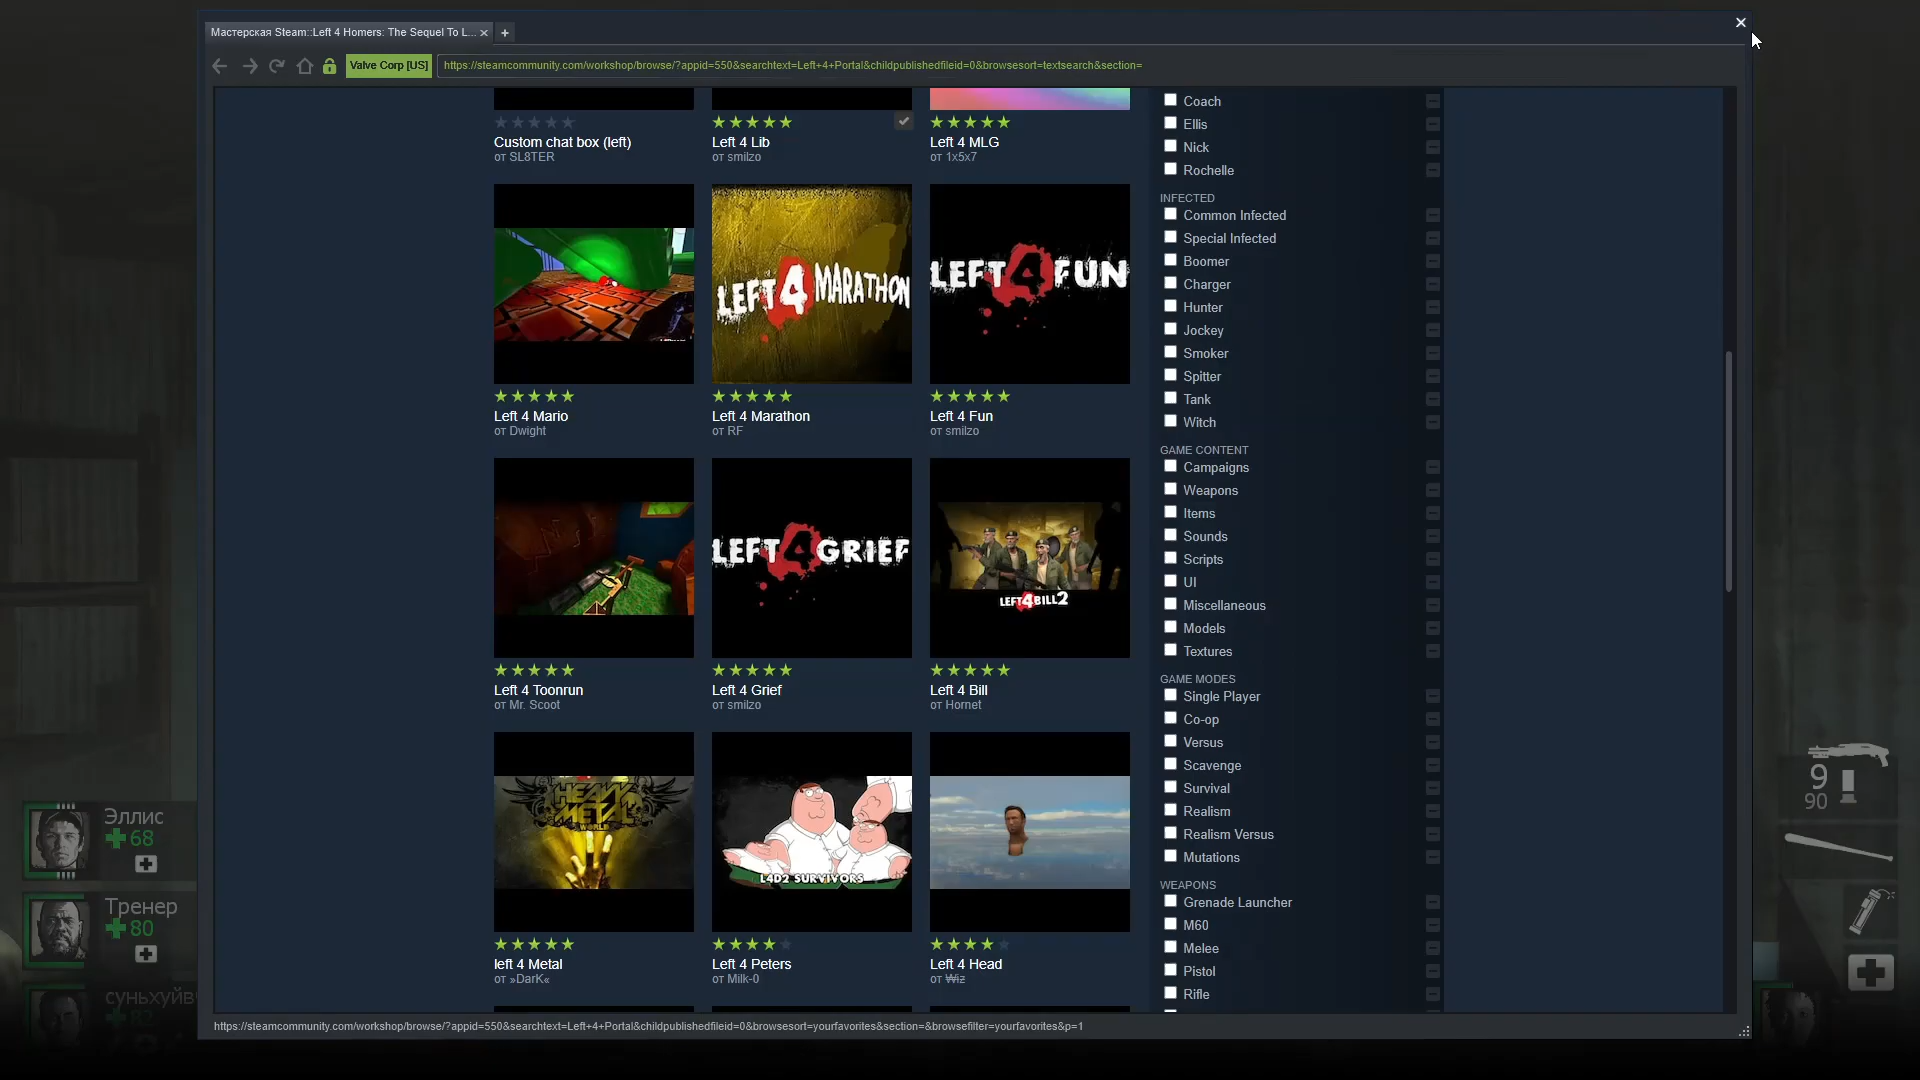 Мастерская Steam::Left 4 Homers: The Sequel To L...
Valve Corp [US]
https://steamcommunity.com/workshop/browse/?appid=550&searchtext=Left+4+Portal&childpublishedfileid=0&browsesort=textsearch&section=
Custom chat box (left)
от SL8TER
Left 4 Lib
от smilzo
Left 4 MLG
от 1x5x7
LEFT 4 MARATHON
LEFT 4 FUN
Left 4 Mario
от Dwight
Left 4 Marathon
от RF
Left 4 Fun
от smilzo
LEFT 4 GRIEF
LEFT 4 BILL 2
Left 4 Toonrun
от Mr. Scoot
Left 4 Grief
от smilzo
Left 4 Bill
от Hornet
HEAVY
METAL
WORLD
L4D2 SURVIVORS
left 4 Metal
от »DarK«
Left 4 Peters
от Milk-0
Left 4 Head
от ₩iz
Coach
Ellis
Nick
Rochelle
INFECTED
Common Infected
Special Infected
Boomer
Charger
Hunter
Jockey
Smoker
Spitter
Tank
Witch
GAME CONTENT
Campaigns
Weapons
Items
Sounds
Scripts
UI
Miscellaneous
Models
Textures
GAME MODES
Single Player
Co-op
Versus
Scavenge
Survival
Realism
Realism Versus
Mutations
WEAPONS
Grenade Launcher
M60
Melee
Pistol
Rifle
Эллис
68
Тренер
80
суньхуйвч
82
9
90
https://steamcommunity.com/workshop/browse/?appid=550&searchtext=Left+4+Portal&childpublishedfileid=0&browsesort=yourfavorites&section=&browsefilter=yourfavorites&p=1